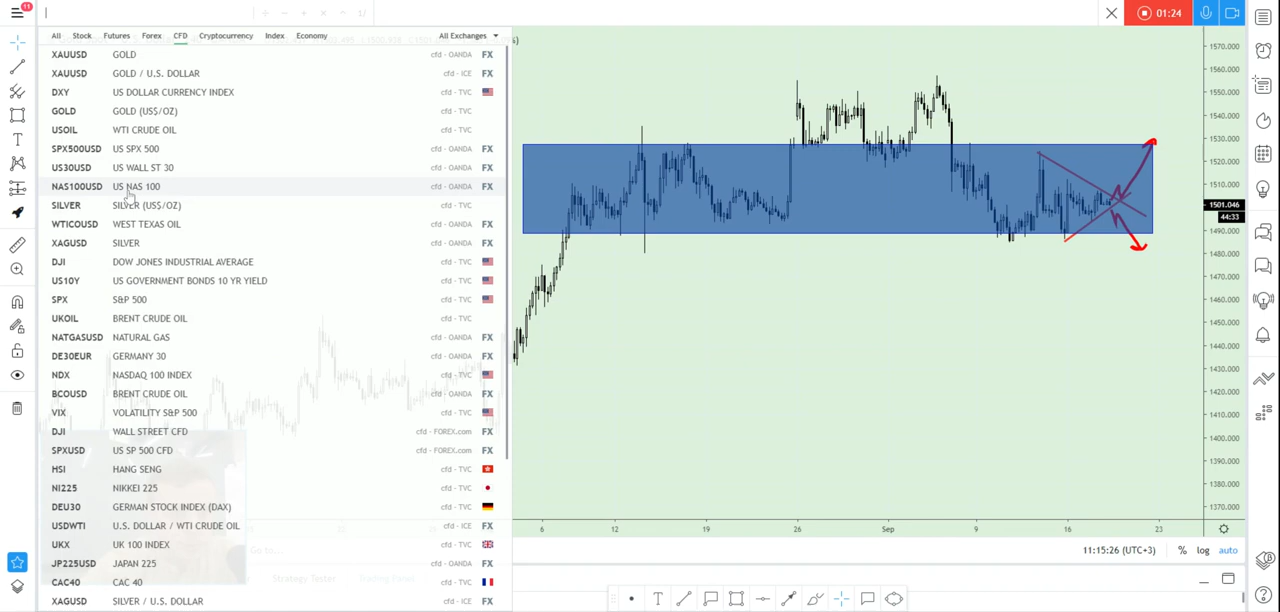 11
01:24
All Stock Futures Forex CFD Cryptocurrency Index Economy All Exchanges
XAUUSD GOLD cfd - OANDA FX
XAUUSD GOLD / U.S. DOLLAR cfd - ICE FX
DXY US DOLLAR CURRENCY INDEX cfd - TVC
GOLD GOLD (US$/OZ) cfd - TVC
USOIL WTI CRUDE OIL cfd - TVC
SPX500USD US SPX 500 cfd - OANDA FX
US30USD US WALL ST 30 cfd - OANDA FX
NAS100USD US NAS 100 cfd - OANDA FX
SILVER SILVER (US$/OZ) cfd - TVC
WTICOUSD WEST TEXAS OIL cfd - OANDA FX
XAGUSD SILVER cfd - OANDA FX
DJI DOW JONES INDUSTRIAL AVERAGE cfd - TVC
US10Y US GOVERNMENT BONDS 10 YR YIELD cfd - TVC
SPX S&P 500 cfd - TVC
UKOIL BRENT CRUDE OIL cfd - TVC
NATGASUSD NATURAL GAS cfd - OANDA FX
DE30EUR GERMANY 30 cfd - OANDA FX
NDX NASDAQ 100 INDEX cfd - TVC
BCOUSD BRENT CRUDE OIL cfd - OANDA FX
VIX VOLATILITY S&P 500 cfd - TVC
DJI WALL STREET CFD cfd - FOREX.com FX
SPXUSD US SP 500 CFD cfd - FOREX.com FX
HSI HANG SENG cfd - TVC
NI225 NIKKEI 225 cfd - TVC
DEU30 GERMAN STOCK INDEX (DAX) cfd - TVC
USDWTI U.S. DOLLAR / WTI CRUDE OIL cfd - ICE FX
UKX UK 100 INDEX cfd - TVC
JP225USD JAPAN 225 cfd - OANDA FX
CAC40 CAC 40 cfd - TVC
XAGUSD SILVER / U.S. DOLLAR cfd - ICE FX
Go to...
Strategy Tester Trading Panel
1570.000
1560.000
1550.000
1540.000
1530.000
1520.000
1510.000
1501.046
44:33
1490.000
1480.000
1470.000
1460.000
1450.000
1440.000
1430.000
1420.000
1410.000
1400.000
1390.000
1380.000
1370.000
6 12 19 26 Sep 9 16 23
11:15:26 (UTC+3) % log auto